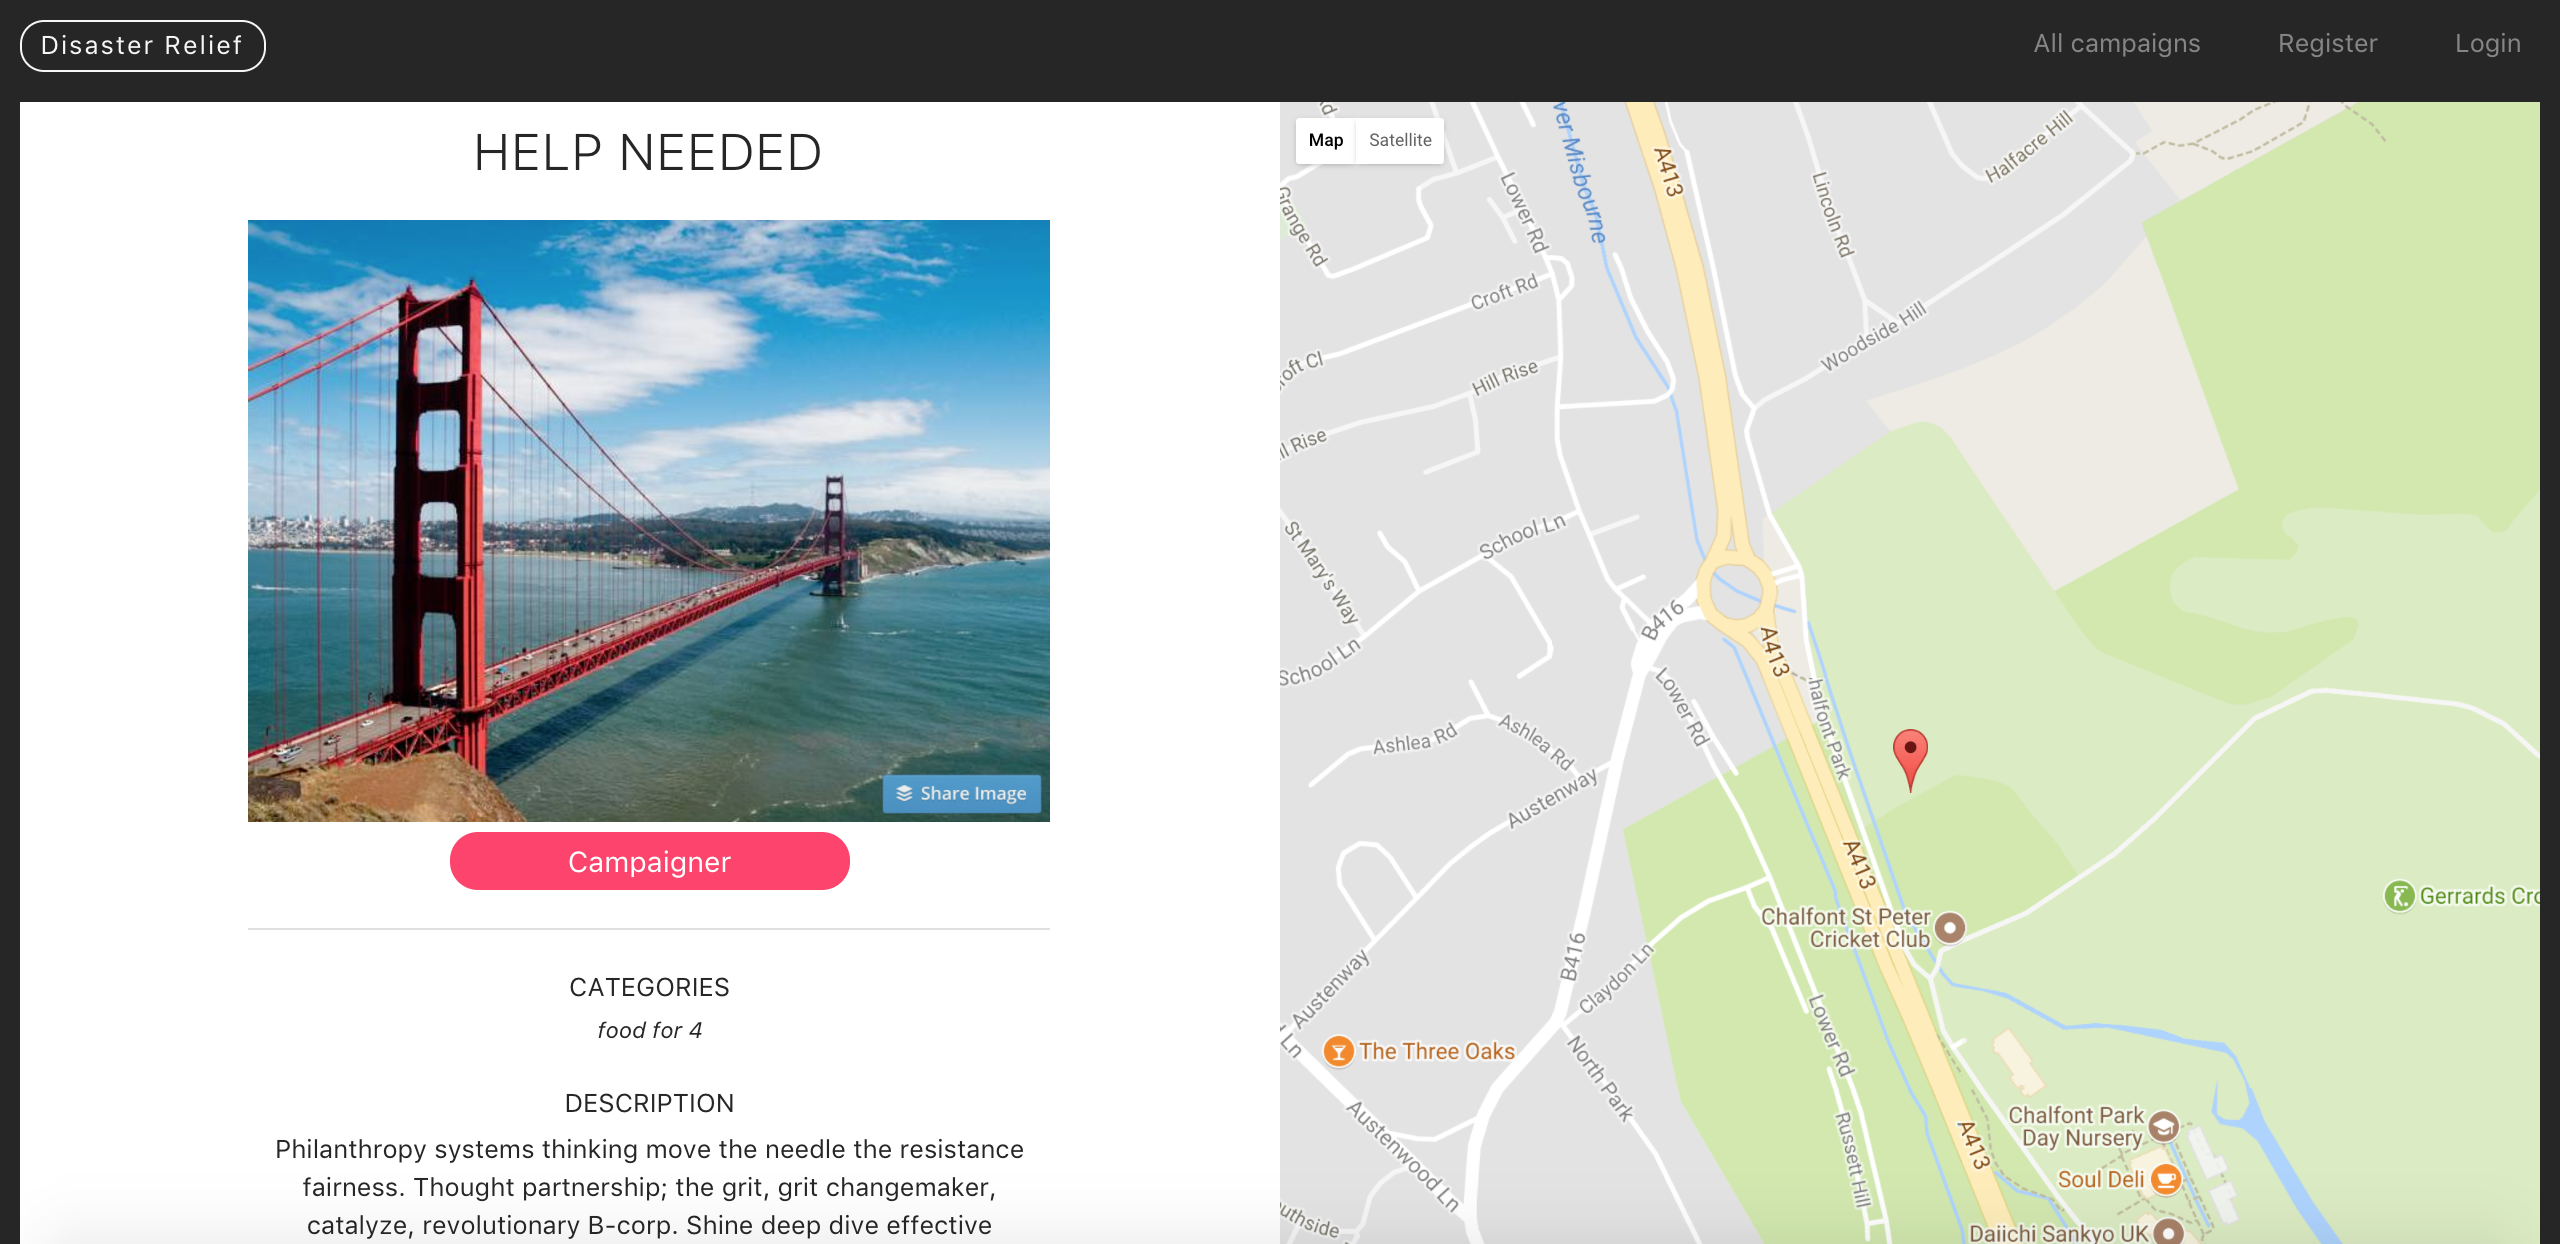 Disaster Relief
All campaigns
Register
Login
HELP NEEDED
Share Image
Campaigner
CATEGORIES
food for 4
DESCRIPTION
Philanthropy systems thinking move the needle the resistance
fairness. Thought partnership; the grit, grit changemaker,
catalyze, revolutionary B-corp. Shine deep dive effective
Map
Satellite
A413
Halfacre Hill
Lincoln Rd
Lower Rd
Misbourne
Grange Rd
Croft Rd
Woodside Hill
oft Cl
Hill Rise
Rise
School Ln
St Mary's Way
B416
A413
School Ln
Lower Rd
halfont Park
Ashlea Rd
Ashlea Rd
Austenway
A413
Gerrards Cro
Chalfont St Peter
Cricket Club
B416
Claydon Ln
Austenway
Ln
The Three Oaks
Lower Rd
North Park
Austenwood Ln
Russett Hill
Chalfont Park
Day Nursery
A413
Soul Deli
uthside
Daiichi Sankyo UK